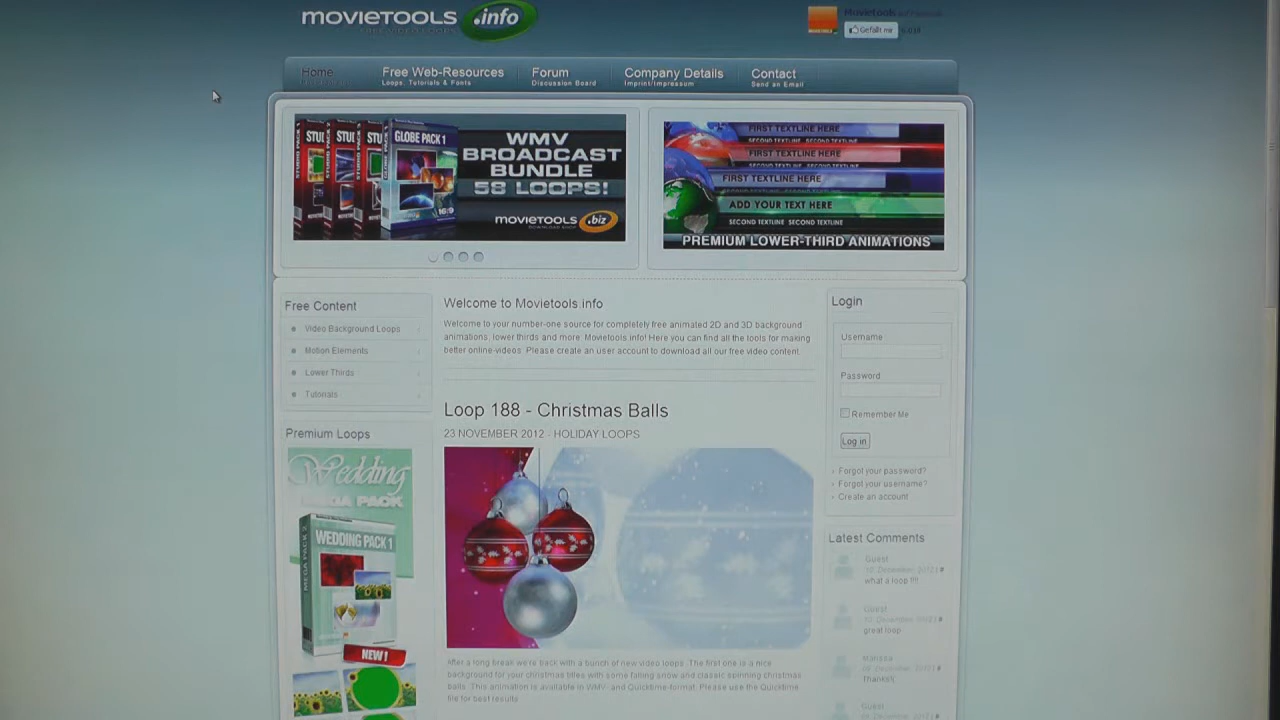 MOVIETOOLS .info
Movietools
Gefällt mir
Home
Free Web-Resources
Loops, Tutorials & Fonts
Forum
Discussion Board
Company Details
Imprint/Impressum
Contact
Send an Email
GLOBE PACK 1
16:9
WMV
BROADCAST
BUNDLE
58 LOOPS!
MOVIETOOLS .biz
FIRST TEXTLINE HERE
SECOND TEXTLINE SECOND TEXTLINE
FIRST TEXTLINE HERE
FIRST TEXTLINE HERE
ADD YOUR TEXT HERE
SECOND TEXTLINE SECOND TEXTLINE
PREMIUM LOWER-THIRD ANIMATIONS
Free Content
Video Background Loops
Motion Elements
Lower Thirds
Tutorials
Premium Loops
Wedding
MEGA PACK
WEDDING PACK 1
MEGA PACK 2
NEW!
Welcome to Movietools.info
Welcome to your number-one source for completely free animated 2D and 3D background
animations, lower thirds and more: Movietools.info! Here you can find all the tools for making
better online-videos. Please create an user account to download all our free video content.
Loop 188 - Christmas Balls
23 NOVEMBER 2012 - HOLIDAY LOOPS
After a long break we're back with a bunch of new video loops. The first one is a nice
background for your christmas titles with some falling snow and classic spinning christmas
balls. This animation is available in WMV- and Quicktime-format. Please use the Quicktime
file for best results.
Login
Username
Password
Remember Me
Log in
Forgot your password?
Forgot your username?
Create an account
Latest Comments
Guest
10. Dezember, 2012 | #
what a loop !!!!
Guest
great loop
Marissa
Thanks!!
Guest